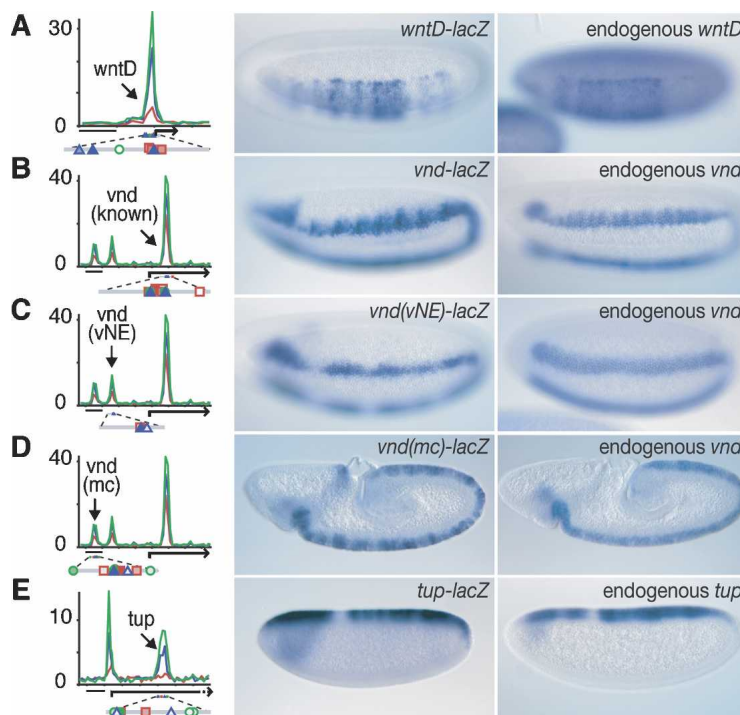 A
30
0
wntD
wntD-lacZ
endogenous wntD
B
40
0
vnd
(known)
vnd-lacZ
endogenous vnd
C
40
0
vnd
(vNE)
vnd(vNE)-lacZ
endogenous vnd
D
40
0
vnd
(mc)
vnd(mc)-lacZ
endogenous vnd
E
10
0
tup
tup-lacZ
endogenous tup